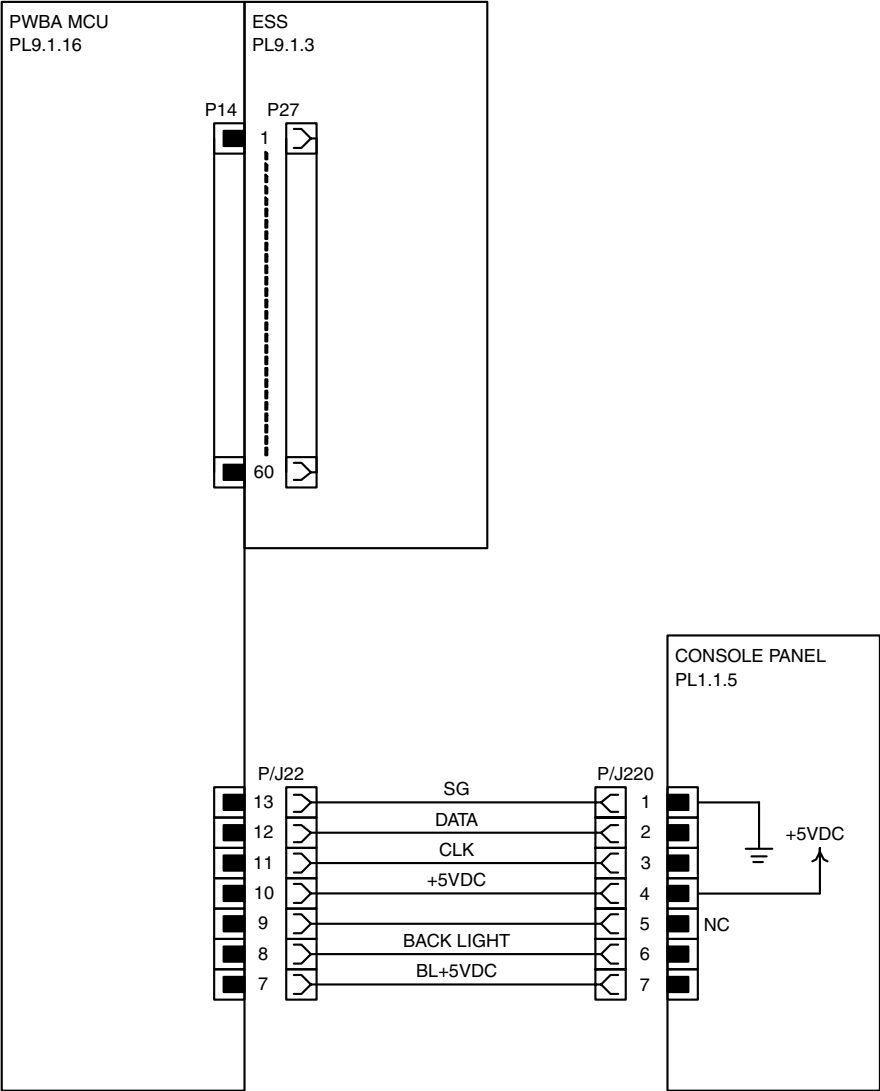 PWBA MCU
PL9.1.16
ESS
PL9.1.3
P14 P27
1
60
CONSOLE PANEL
PL1.1.5
P/J22 P/J220
13 SG 1
12 DATA 2
+5VDC
11 CLK 3
10 +5VDC 4
9 5 NC
8 BACK LIGHT 6
7 BL+5VDC 7